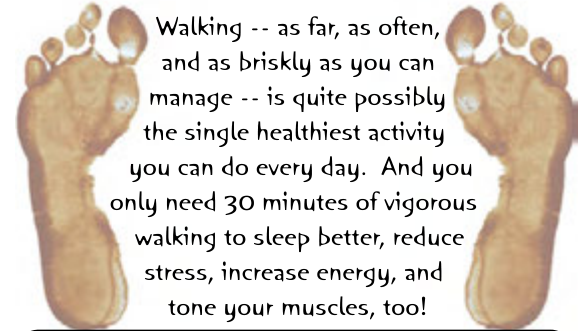 Walking -- as far, as often,
and as briskly as you can
manage -- is quite possibly
the single healthiest activity
you can do every day.  And you
only need 30 minutes of vigorous
walking to sleep better, reduce
stress, increase energy, and
tone your muscles, too!